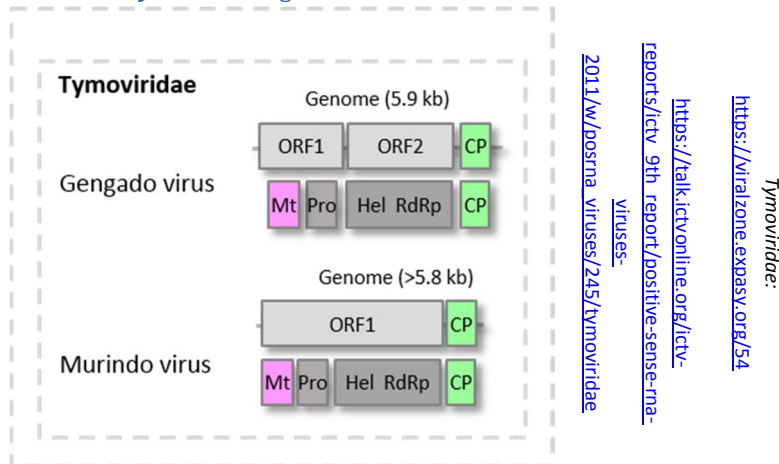 Tymoviridae
Genome (5.9 kb)
ORF1 ORF2 CP
Gengado virus
Mt Pro Hel RdRp CP
Genome (>5.8 kb)
ORF1 CP
Murindo virus
Mt Pro Hel RdRp CP
Tymoviridae:
https://viralzone.expasy.org/54
https://talk.ictvonline.org/ictv-
reports/ictv_9th_report/positive-sense-rna-
viruses-
2011/w/posrna_viruses/245/tymoviridae